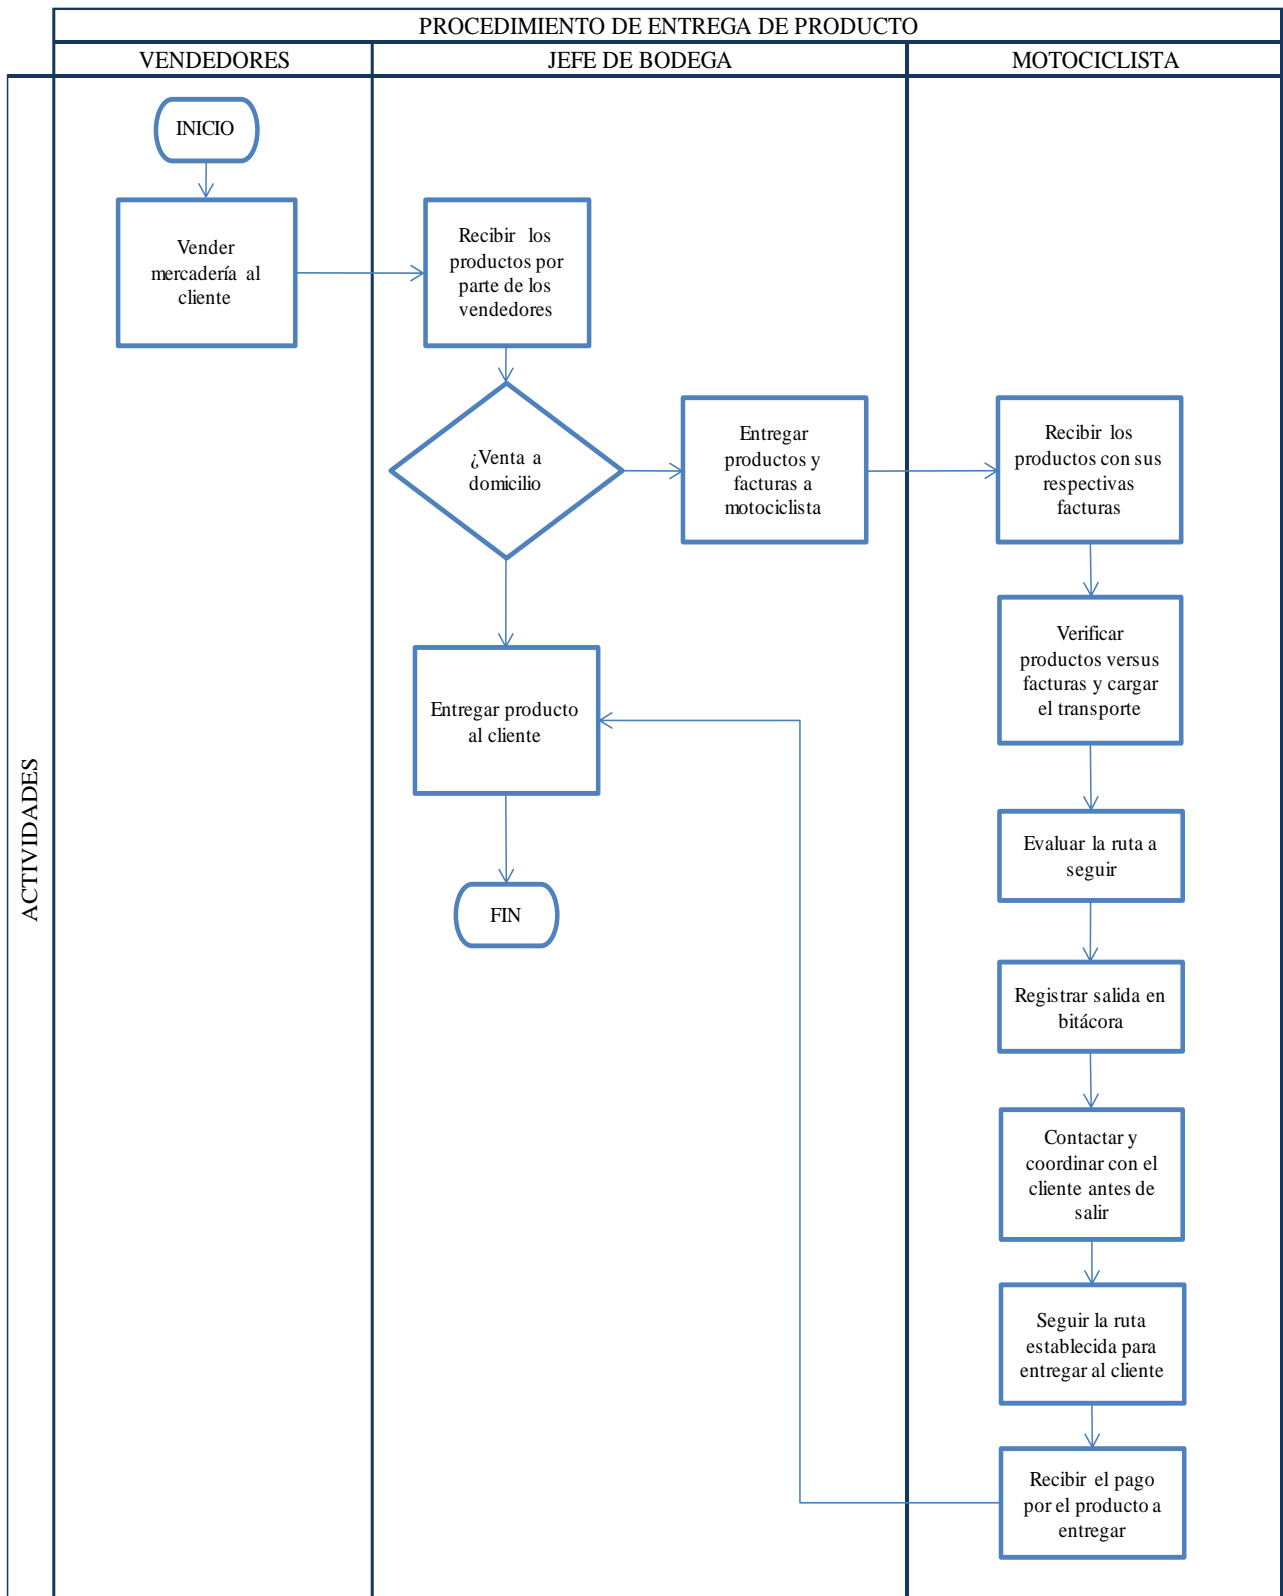 PROCEDIMIENTO DE ENTREGA DE PRODUCTO
VENDEDORES
JEFE DE BODEGA
MOTOCICLISTA
ACTIVIDADES
INICIO
Vender
mercadería al
cliente
Recibir los
productos por
parte de los
vendedores
¿Venta a
domicilio
Entregar
productos y
facturas a
motociclista
Recibir los
productos con sus
respectivas
facturas
Verificar
productos versus
facturas y cargar
el transporte
Entregar producto
al cliente
Evaluar la ruta a
seguir
FIN
Registrar salida en
bitácora
Contactar y
coordinar con el
cliente antes de
salir
Seguir la ruta
establecida para
entregar al cliente
Recibir el pago
por el producto a
entregar